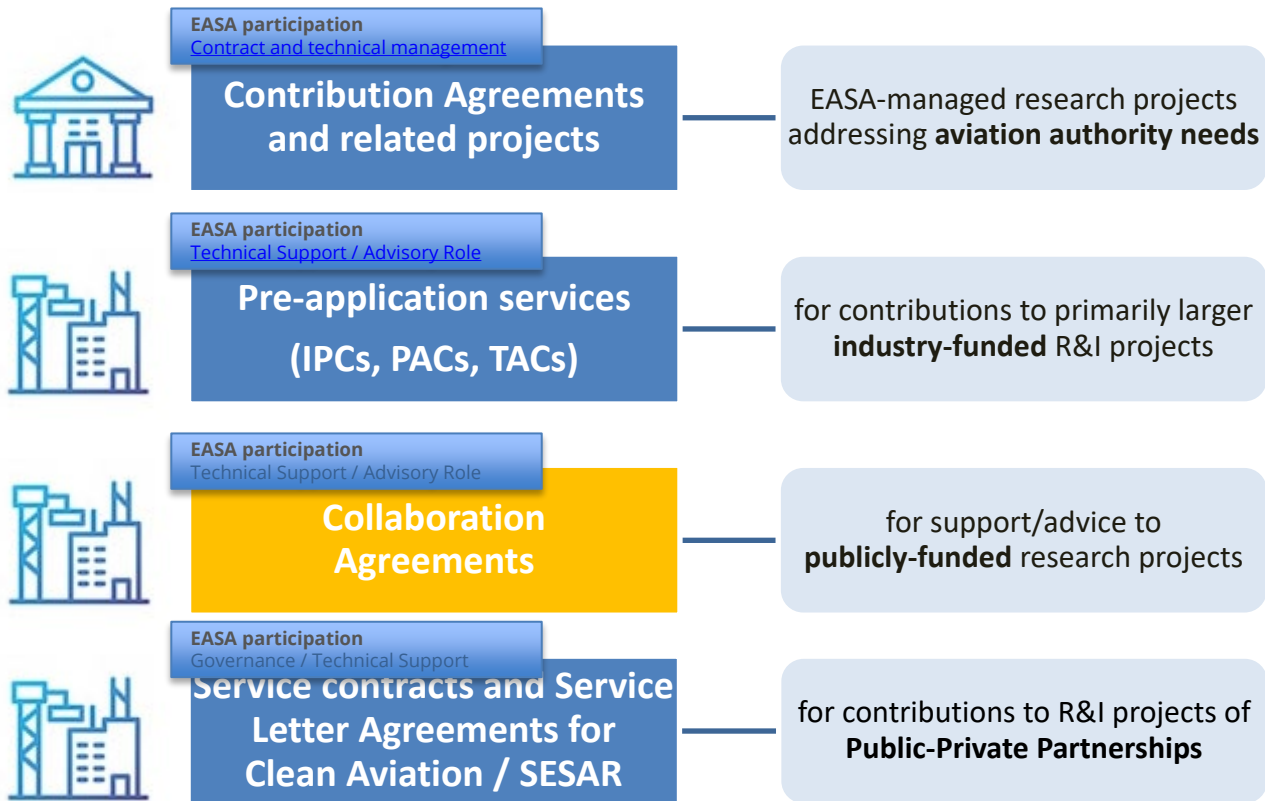 EASA participation
Contract and technical management
Contribution Agreements
and related projects
EASA-managed research projects
addressing aviation authority needs
EASA participation
Technical Support / Advisory Role
Pre-application services
(IPCs, PACs, TACs)
for contributions to primarily larger
industry-funded R&I projects
EASA participation
Technical Support / Advisory Role
Collaboration
Agreements
for support/advice to
publicly-funded research projects
EASA participation
Governance / Technical Support
Service contracts and Service
Letter Agreements for
Clean Aviation / SESAR
for contributions to R&I projects of
Public-Private Partnerships